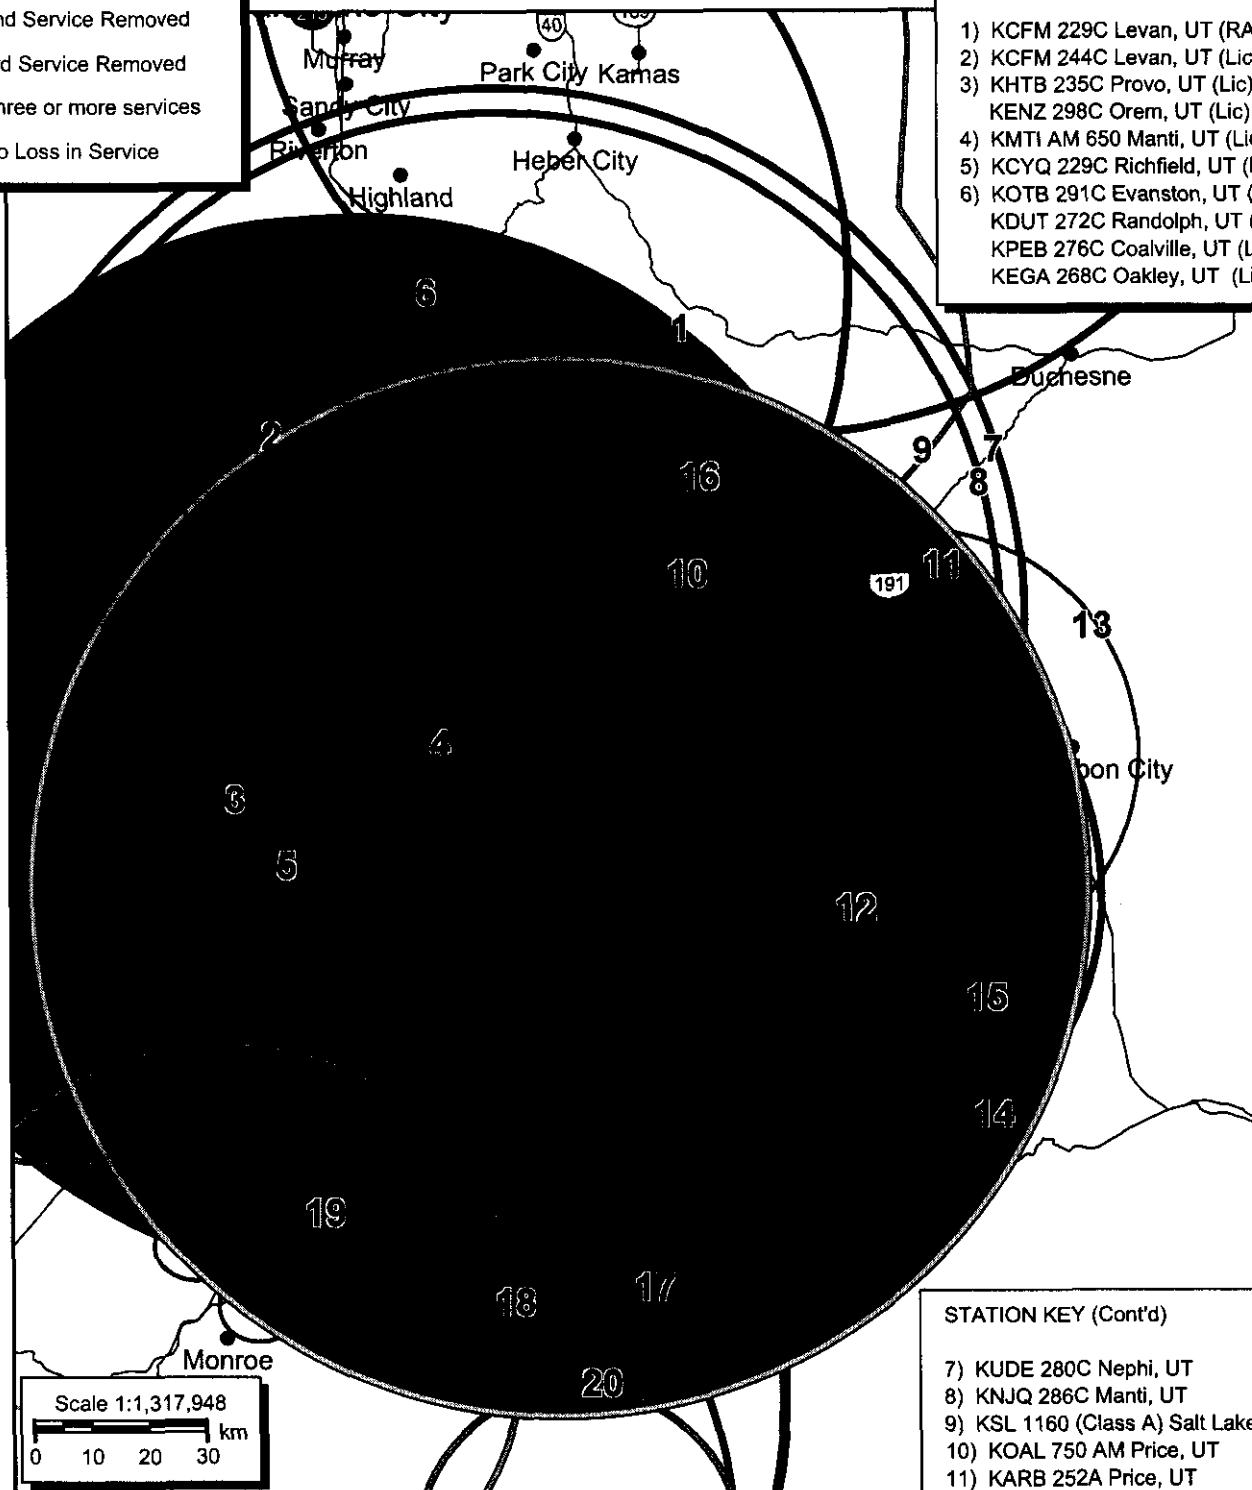 nd Service Removed
d Service Removed
hree or more services
o Loss in Service
1) KCFM 229C Levan, UT (RA
2) KCFM 244C Levan, UT (Lic
3) KHTB 235C Provo, UT (Lic)
KENZ 298C Orem, UT (Lic)
4) KMTI AM 650 Manti, UT (Li
5) KCYQ 229C Richfield, UT (
6) KOTB 291C Evanston, UT (
KDUT 272C Randolph, UT (
KPEB 276C Coalville, UT (L
KEGA 268C Oakley, UT (Li
40
Murray
Park City
Kamas
Sandy City
Riverton
Heber City
Highland
6
1
Duchesne
2
9
7
8
16
10
191
11
13
4
bon City
3
5
12
15
14
19
17
18
20
Monroe
Scale 1:1,317,948
km
0 10 20 30
STATION KEY (Cont'd)
7) KUDE 280C Nephi, UT
8) KNJQ 286C Manti, UT
9) KSL 1160 (Class A) Salt Lake
10) KOAL 750 AM Price, UT
11) KARB 252A Price, UT